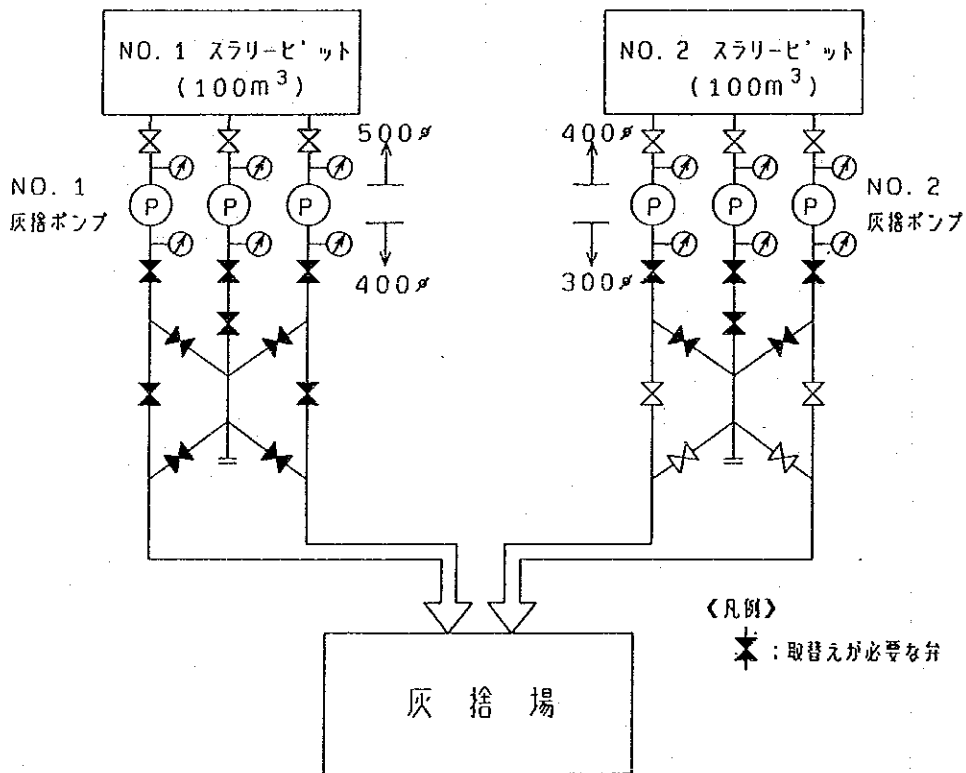 NO. 1 スラリーピット
(100m³)
NO. 2 スラリーピット
(100m³)
500ø
400ø
NO. 1
灰捨ポンプ
P
P
P
P
P
P
NO. 2
灰捨ポンプ
400ø
300ø
《凡例》
:取替えが必要な弁
灰捨場